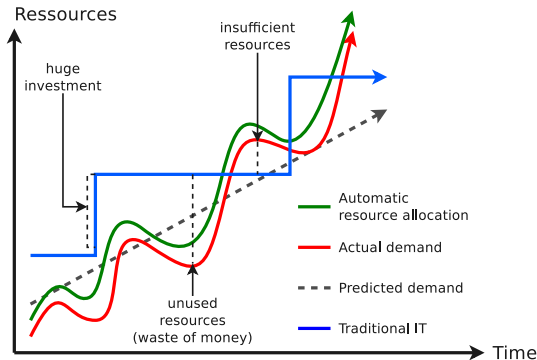 Ressources
insufficient
resources
huge
investment
Automatic
resource allocation
Actual demand
Predicted demand
unused
resources
(waste of money)
Traditional IT
Time